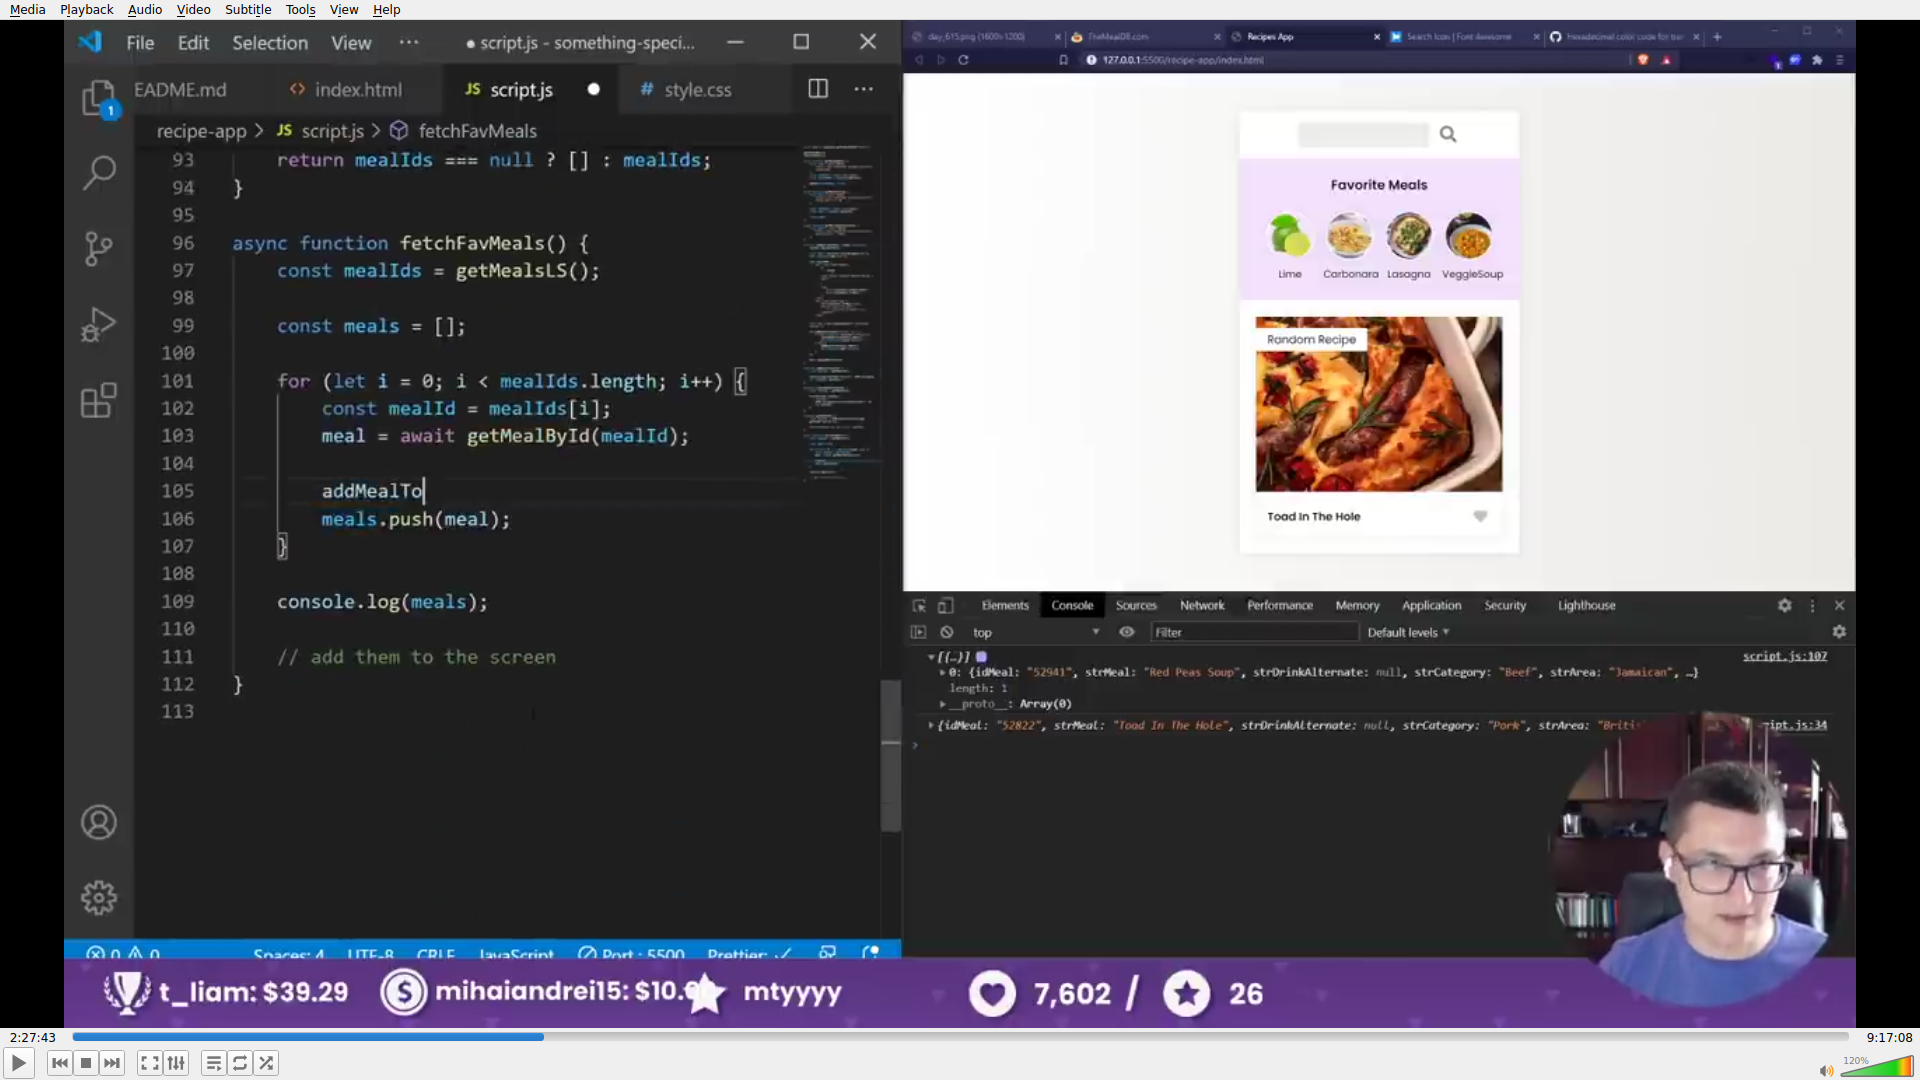 Media Playback Audio Video Subtitle Tools View Help
File Edit Selection View ··· ● script.js - something-speci...
EADME.md <> index.html JS script.js ● # style.css ···
recipe-app > JS script.js > fetchFavMeals
93 return mealIds === null ? [] : mealIds;
94 }
95
96 async function fetchFavMeals() {
97 const mealIds = getMealsLS();
98
99 const meals = [];
100
101 for (let i = 0; i < mealIds.length; i++) {
102 const mealId = mealIds[i];
103 meal = await getMealById(mealId);
104
105 addMealTo
106 meals.push(meal);
107 }
108
109 console.log(meals);
110
111 // add them to the screen
112 }
113
1
0 0 Spaces: 4 UTF-8 CRLF JavaScript Port : 5500 Prettier: ✓
day_615.png (1600×1200) TheMealDB.com Recipes App Search Icon | Font Awesome Hexadecimal color code for tran
127.0.0.1:5500/recipe-app/index.html
Favorite Meals
Lime Carbonara Lasagna VeggieSoup
Random Recipe
Toad In The Hole
Elements Console Sources Network Performance Memory Application Security Lighthouse
top Filter Default levels
[{…}] script.js:107
0: {idMeal: "52941", strMeal: "Red Peas Soup", strDrinkAlternate: null, strCategory: "Beef", strArea: "Jamaican", …}
length: 1
__proto__: Array(0)
{idMeal: "52822", strMeal: "Toad In The Hole", strDrinkAlternate: null, strCategory: "Pork", strArea: "Briti ript.js:34
t_liam: $39.29 mihaiandrei15: $10. mtyyyy 7,602 / 26
2:27:43 9:17:08
120%